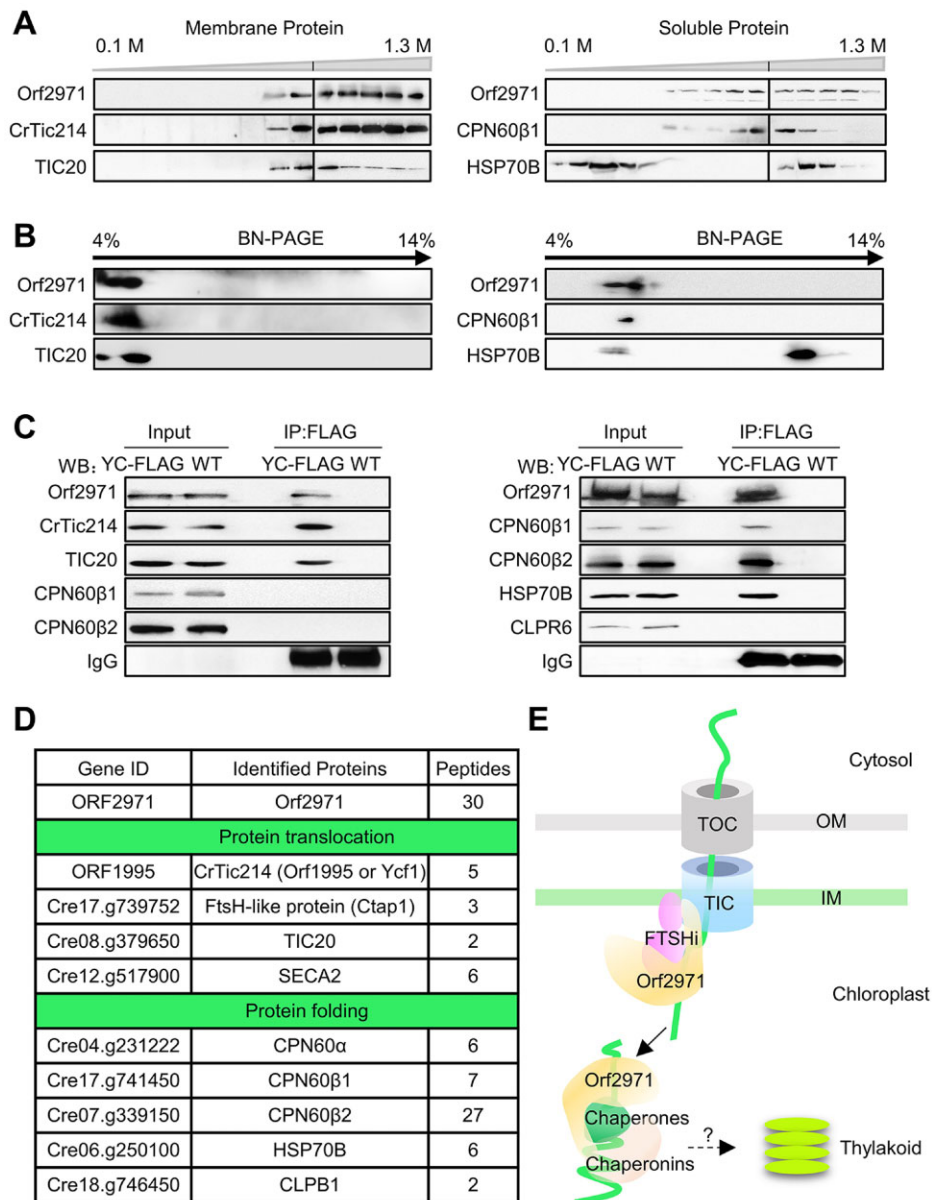 A
Membrane Protein
0.1 M 1.3 M
Orf2971
CrTic214
TIC20
Soluble Protein
0.1 M 1.3 M
Orf2971
CPN60β1
HSP70B
B
4% BN-PAGE 14%
Orf2971
CrTic214
TIC20
4% BN-PAGE 14%
Orf2971
CPN60β1
HSP70B
C
Input IP:FLAG
WB: YC-FLAG WT YC-FLAG WT
Orf2971
CrTic214
TIC20
CPN60β1
CPN60β2
IgG
Input IP:FLAG
WB: YC-FLAG WT YC-FLAG WT
Orf2971
CPN60β1
CPN60β2
HSP70B
CLPR6
IgG
D
Gene ID Identified Proteins Peptides
ORF2971 Orf2971 30
Protein translocation
ORF1995 CrTic214 (Orf1995 or Ycf1) 5
Cre17.g739752 FtsH-like protein (Ctap1) 3
Cre08.g379650 TIC20 2
Cre12.g517900 SECA2 6
Protein folding
Cre04.g231222 CPN60α 6
Cre17.g741450 CPN60β1 7
Cre07.g339150 CPN60β2 27
Cre06.g250100 HSP70B 6
Cre18.g746450 CLPB1 2
E
Cytosol
TOC OM
TIC IM
FTSHi
Orf2971
Chloroplast
Orf2971
Chaperones
?
Chaperonins
Thylakoid